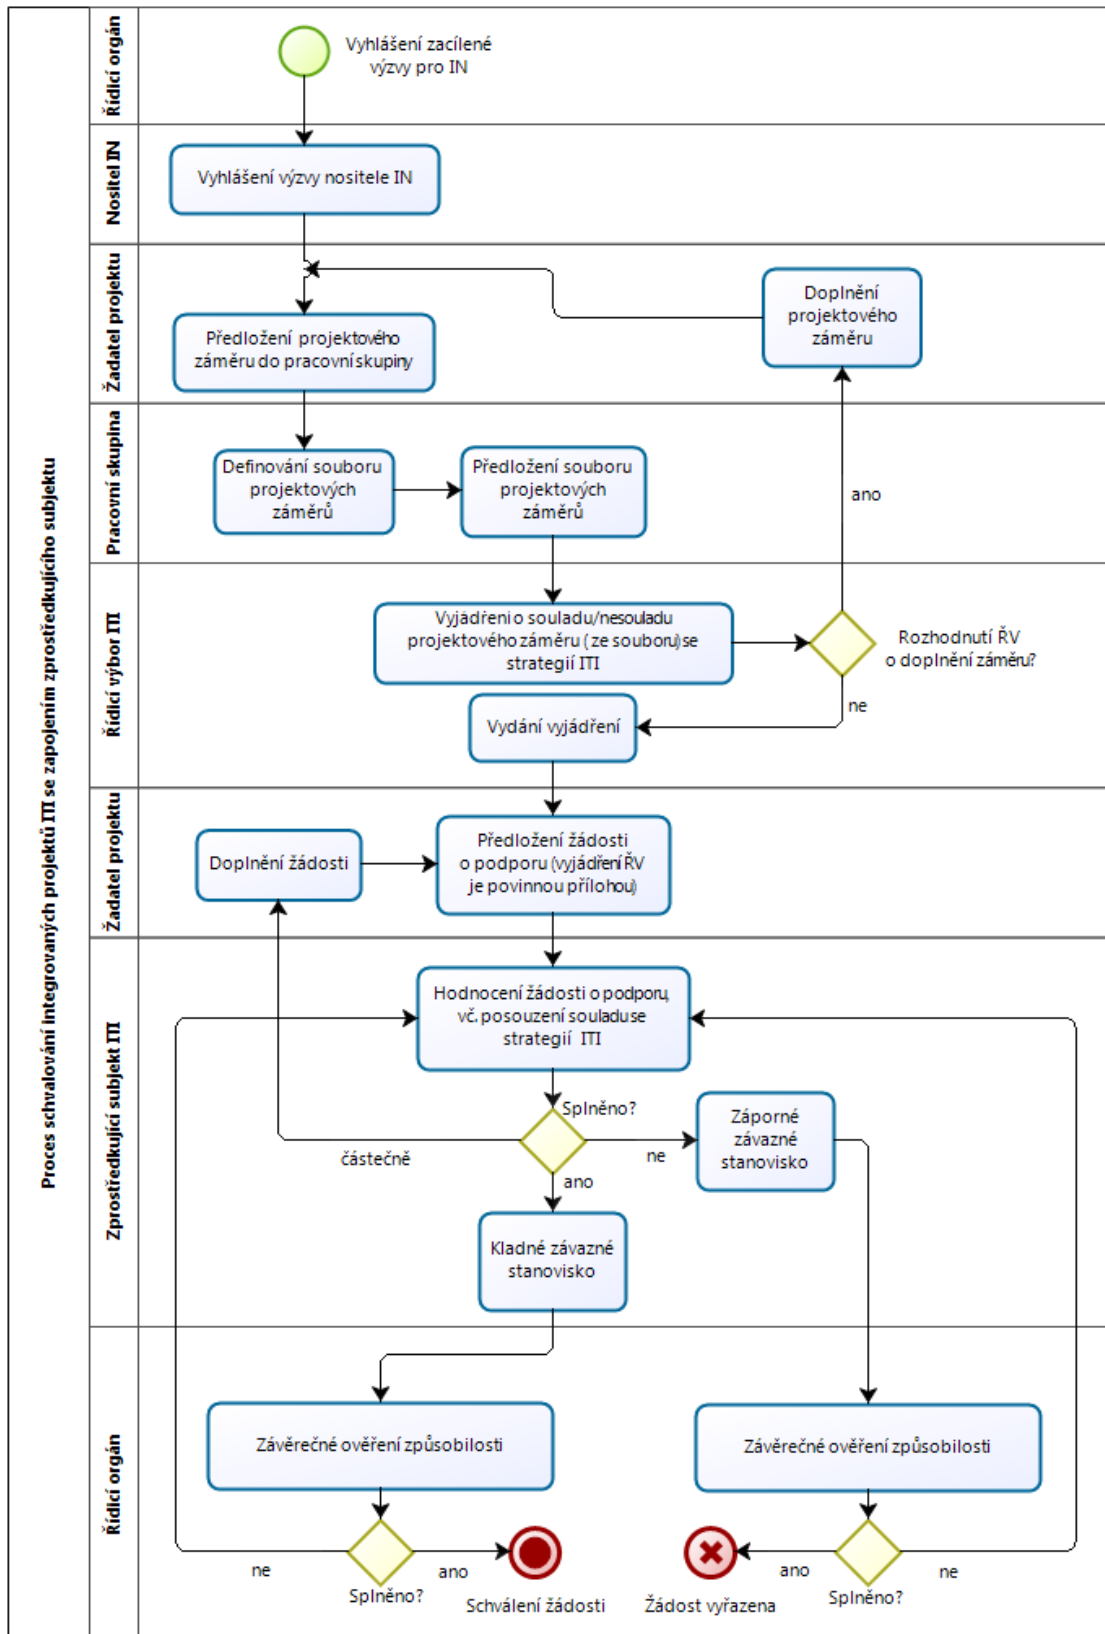 Proces schvalování integrovaných projektů ITI se zapojením zprostředkujícího subjektu
Řídicí orgán
Vyhlášení zacílené
výzvy pro IN
Nositel IN
Vyhlášení výzvy nositele IN
Žadatel projektu
Předložení projektového
záměru do pracovní skupiny
Doplnění
projektového
záměru
Pracovní skupina
Definování souboru
projektových
záměrů
Předložení souboru
projektových
záměrů
ano
Řídicí výbor ITI
Vyjádření o souladu/nesouladu
projektového záměru (ze souboru) se
strategií ITI
Rozhodnutí ŘV
o doplnění záměru?
ne
Vydání vyjádření
Žadatel projektu
Doplnění žádosti
Předložení žádosti
o podporu (vyjádření ŘV
je povinnou přílohou)
Zprostředkující subjekt ITI
Hodnocení žádosti o podporu,
vč. posouzení souladu se
strategií ITI
Splněno?
částečně
ne
ano
Záporné
závazné
stanovisko
Kladné závazné
stanovisko
Řídicí orgán
Závěrečné ověření způsobilosti
Závěrečné ověření způsobilosti
ne
Splněno?
ano
Schválení žádosti
Žádost vyřazena
ano
Splněno?
ne